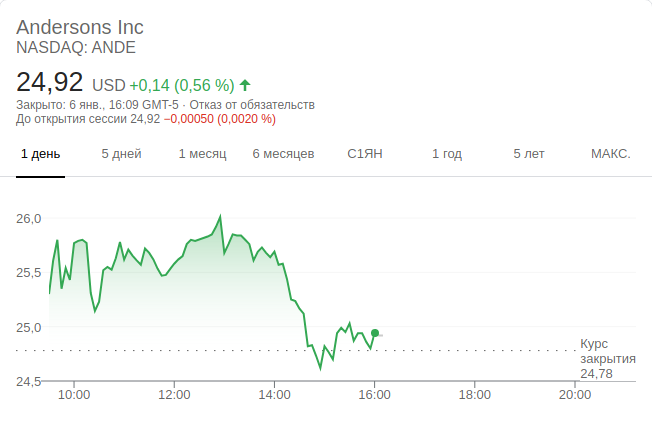 Andersons Inc
NASDAQ: ANDE
24,92 USD +0,14 (0,56 %)
Закрыто: 6 янв., 16:09 GMT-5 · Отказ от обязательств
До открытия сессии 24,92 −0,00050 (0,0020 %)
1 день 5 дней 1 месяц 6 месяцев С1ЯН 1 год 5 лет МАКС.
26,0
25,5
25,0
Курс
закрытия
24,78
24,5
10:00 12:00 14:00 16:00 18:00 20:00